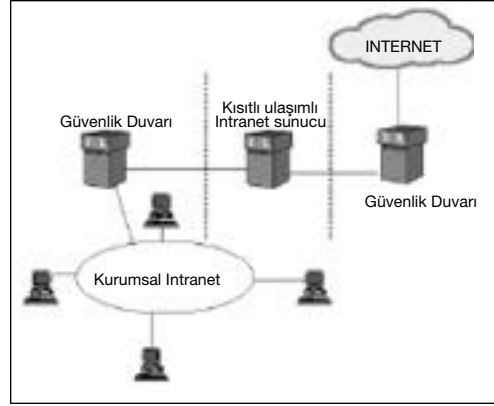 INTERNET
Kısıtlı ulaşımlı
Intranet sunucu
Güvenlik Duvarı
Güvenlik Duvarı
Kurumsal Intranet